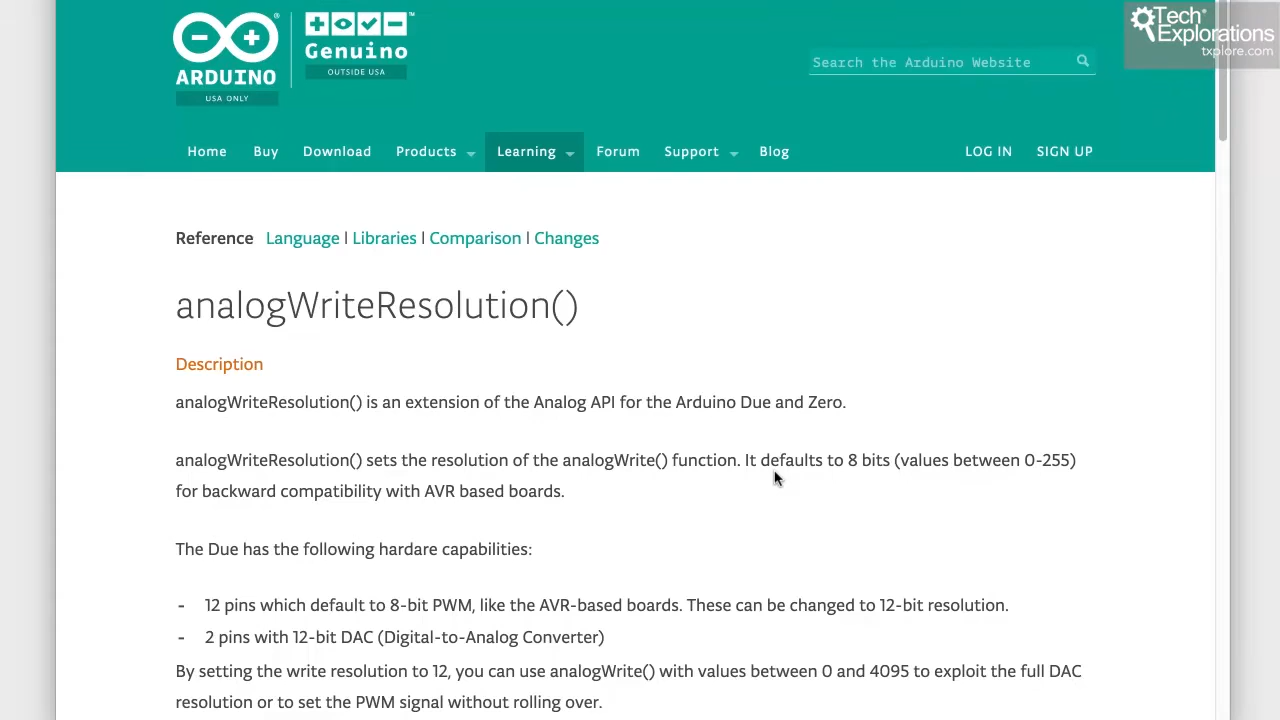 Tech Explorations
txplore.com
ARDUINO
USA ONLY
Genuino
OUTSIDE USA
Search the Arduino Website
Home Buy Download Products Learning Forum Support Blog LOG IN SIGN UP
Reference Language | Libraries | Comparison | Changes
analogWriteResolution()
Description
analogWriteResolution() is an extension of the Analog API for the Arduino Due and Zero.
analogWriteResolution() sets the resolution of the analogWrite() function. It defaults to 8 bits (values between 0-255)
for backward compatibility with AVR based boards.
The Due has the following hardare capabilities:
- 12 pins which default to 8-bit PWM, like the AVR-based boards. These can be changed to 12-bit resolution.
- 2 pins with 12-bit DAC (Digital-to-Analog Converter)
By setting the write resolution to 12, you can use analogWrite() with values between 0 and 4095 to exploit the full DAC
resolution or to set the PWM signal without rolling over.